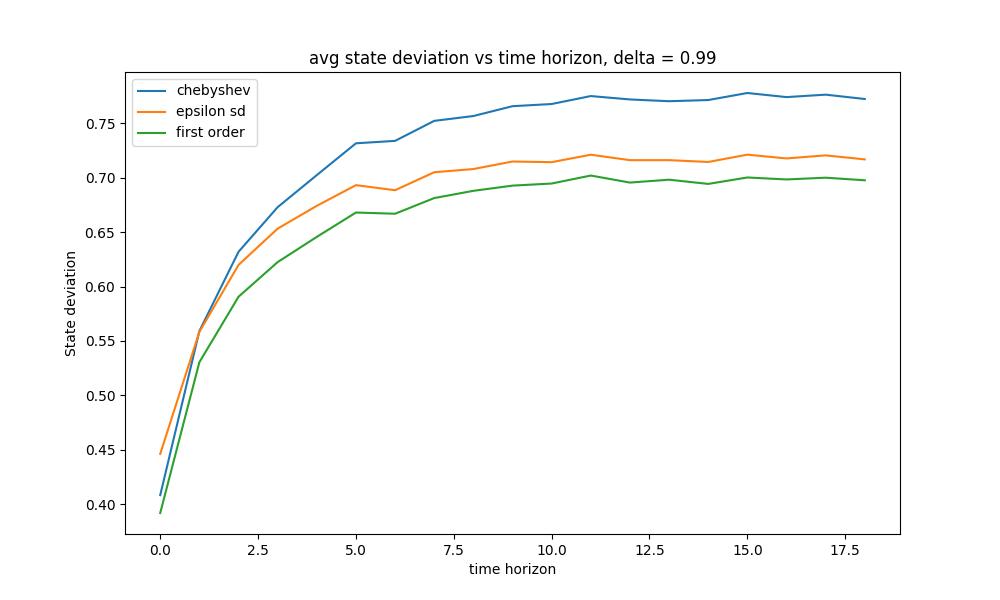 avg state deviation vs time horizon, delta = 0.99
chebyshev
epsilon sd
first order
State deviation
0.75
0.70
0.65
0.60
0.55
0.50
0.45
0.40
0.0 2.5 5.0 7.5 10.0 12.5 15.0 17.5
time horizon